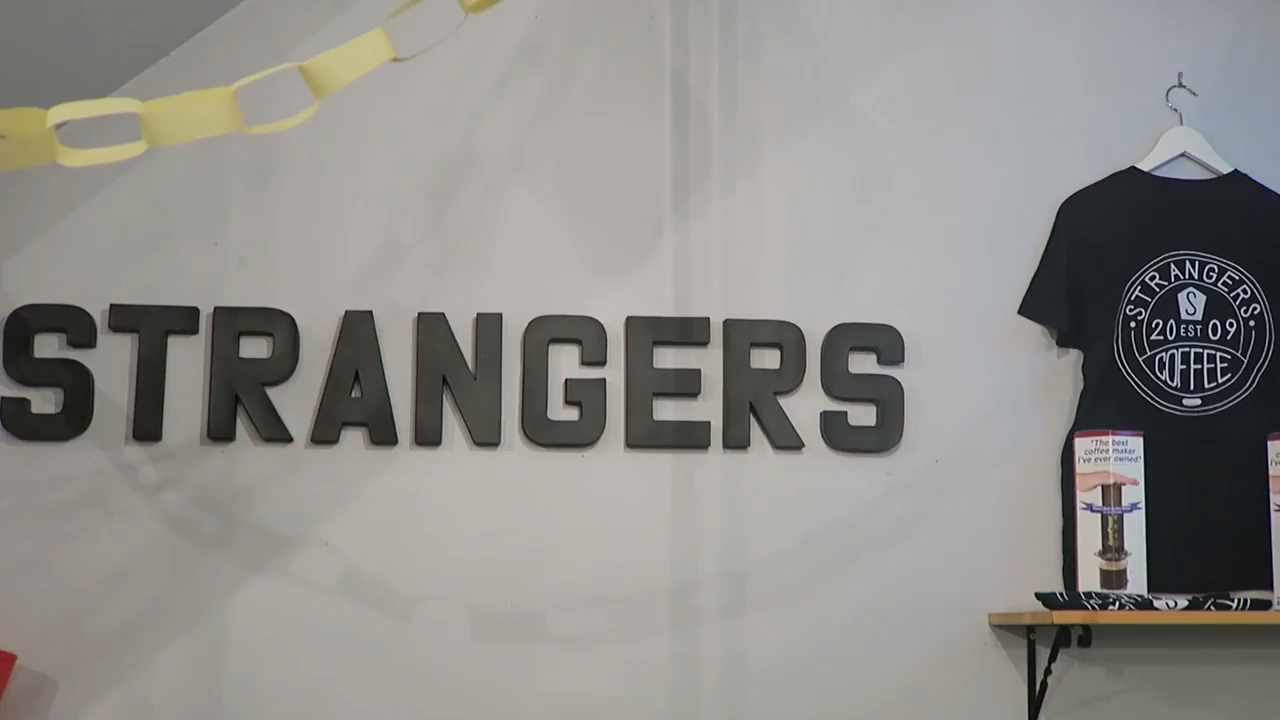 STRANGERS
STRANGERS
S
20 EST 09
COFFEE
"The best
coffee maker
I've ever owned."